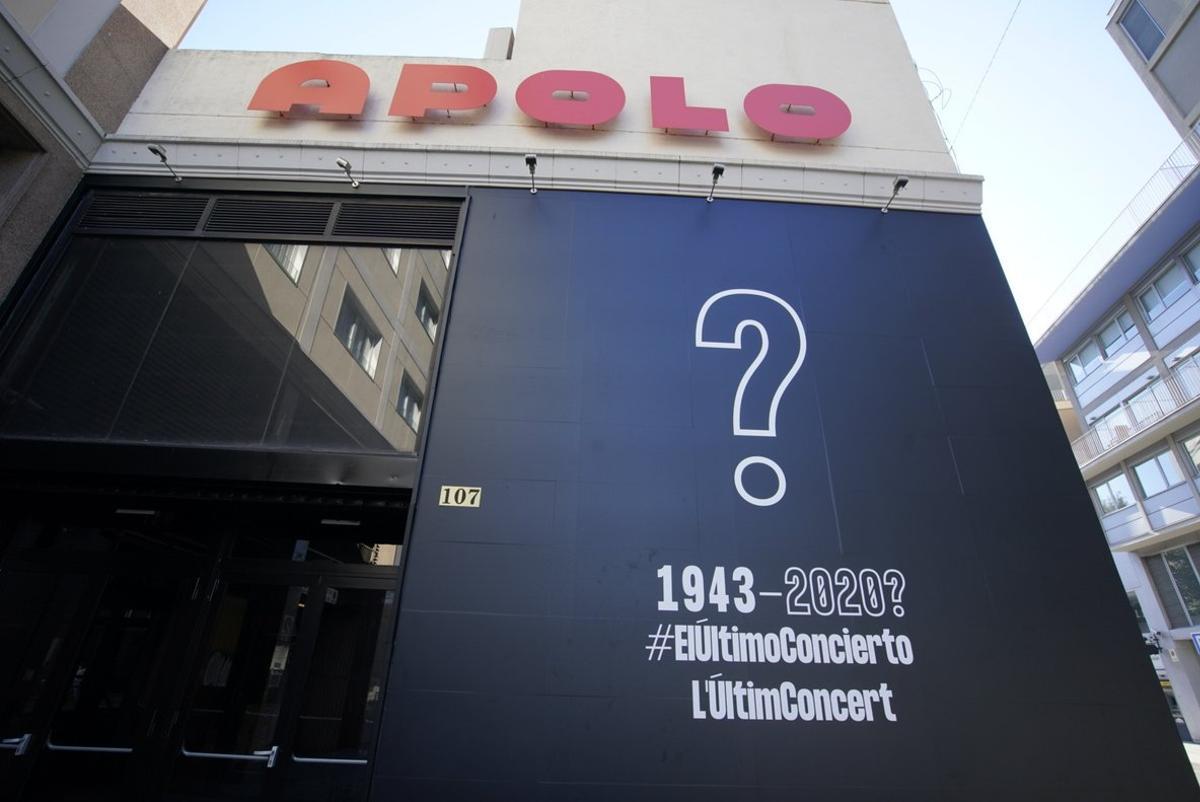 APOLO
?
107
1943–2020?
#ElÚltimoConcierto
L'ÚltimConcert